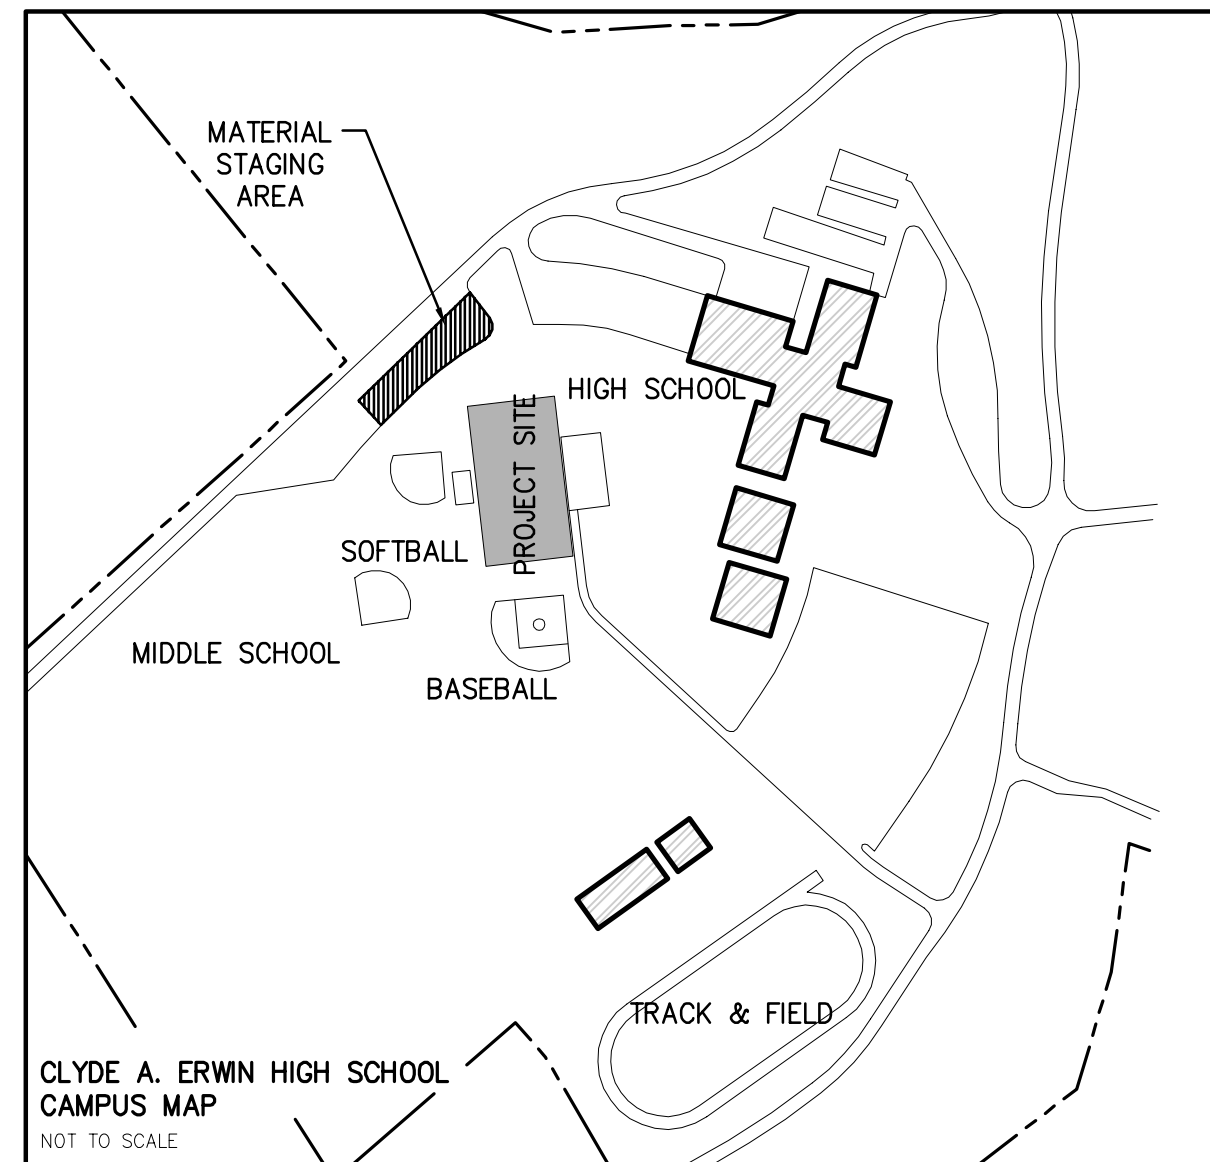 MATERIAL
STAGING
AREA
HIGH SCHOOL
PROJECT SITE
SOFTBALL
MIDDLE SCHOOL
BASEBALL
TRACK & FIELD
CLYDE A. ERWIN HIGH SCHOOL
CAMPUS MAP
NOT TO SCALE